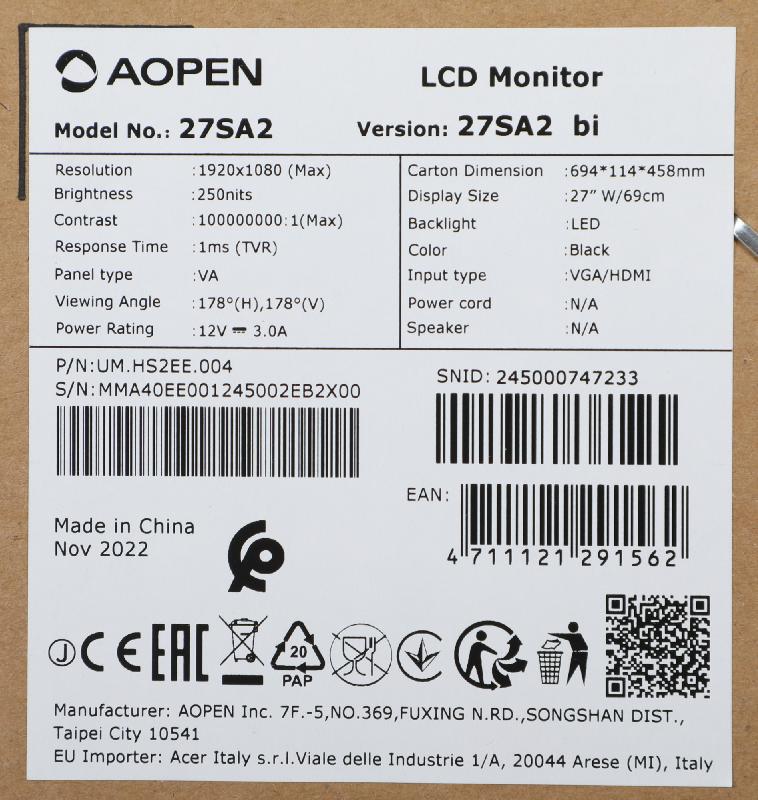 AOPEN
LCD Monitor
Model No.: 27SA2
Version: 27SA2 bi
Resolution :1920x1080 (Max)
Brightness :250nits
Contrast :100000000:1(Max)
Response Time :1ms (TVR)
Panel type :VA
Viewing Angle :178°(H),178°(V)
Power Rating :12V ⎓ 3.0A
Carton Dimension :694*114*458mm
Display Size :27” W/69cm
Backlight :LED
Color :Black
Input type :VGA/HDMI
Power cord :N/A
Speaker :N/A
P/N:UM.HS2EE.004
S/N:MMA40EE001245002EB2X00
SNID: 245000747233
EAN:
4 711121 291562
Made in China
Nov 2022
J CE EAC
20
PAP
Manufacturer: AOPEN Inc. 7F.-5,NO.369,FUXING N.RD.,SONGSHAN DIST.,
Taipei City 10541
EU Importer: Acer Italy s.r.l.Viale delle Industrie 1/A, 20044 Arese (MI), Italy